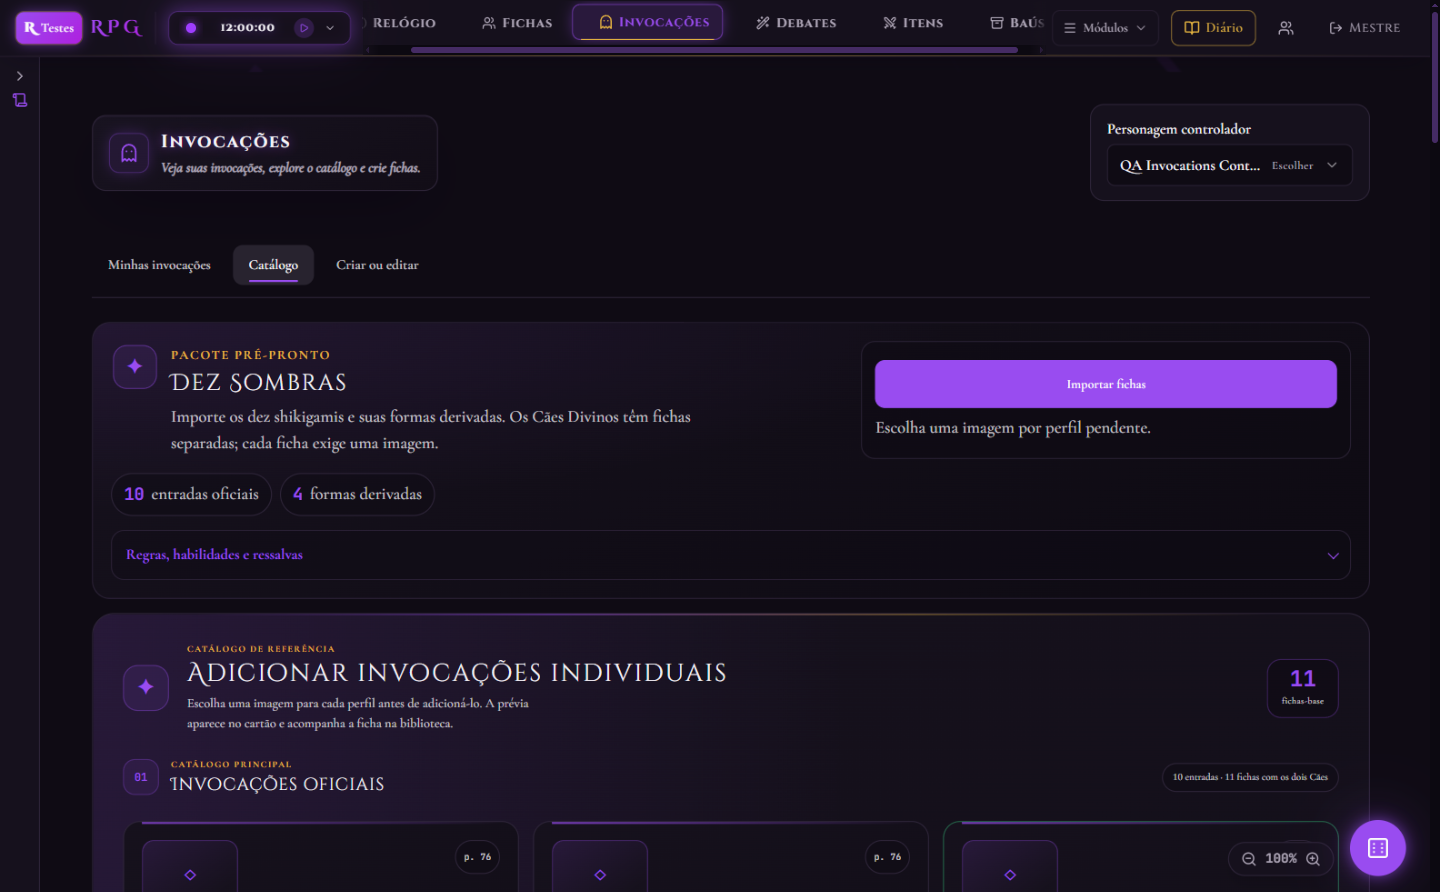 R Testes
RPG
12:00:00
RELÓGIO
FICHAS
INVOCAÇÕES
DEBATES
ITENS
BAÚS
Módulos
Diário
MESTRE
INVOCAÇÕES
Veja suas invocações, explore o catálogo e crie fichas.
Personagem controlador
QA Invocations Cont...
Escolher
Minhas invocações
Catálogo
Criar ou editar
PACOTE PRÉ-PRONTO
DEZ SOMBRAS
Importe os dez shikigamis e suas formas derivadas. Os Cães Divinos têm fichas
separadas; cada ficha exige uma imagem.
Importar fichas
Escolha uma imagem por perfil pendente.
10 entradas oficiais
4 formas derivadas
Regras, habilidades e ressalvas
CATÁLOGO DE REFERÊNCIA
ADICIONAR INVOCAÇÕES INDIVIDUAIS
Escolha uma imagem para cada perfil antes de adicioná-lo. A prévia
aparece no cartão e acompanha a ficha na biblioteca.
11
fichas-base
01
CATÁLOGO PRINCIPAL
INVOCAÇÕES OFICIAIS
10 entradas · 11 fichas com os dois Cães
p. 76
p. 76
100%